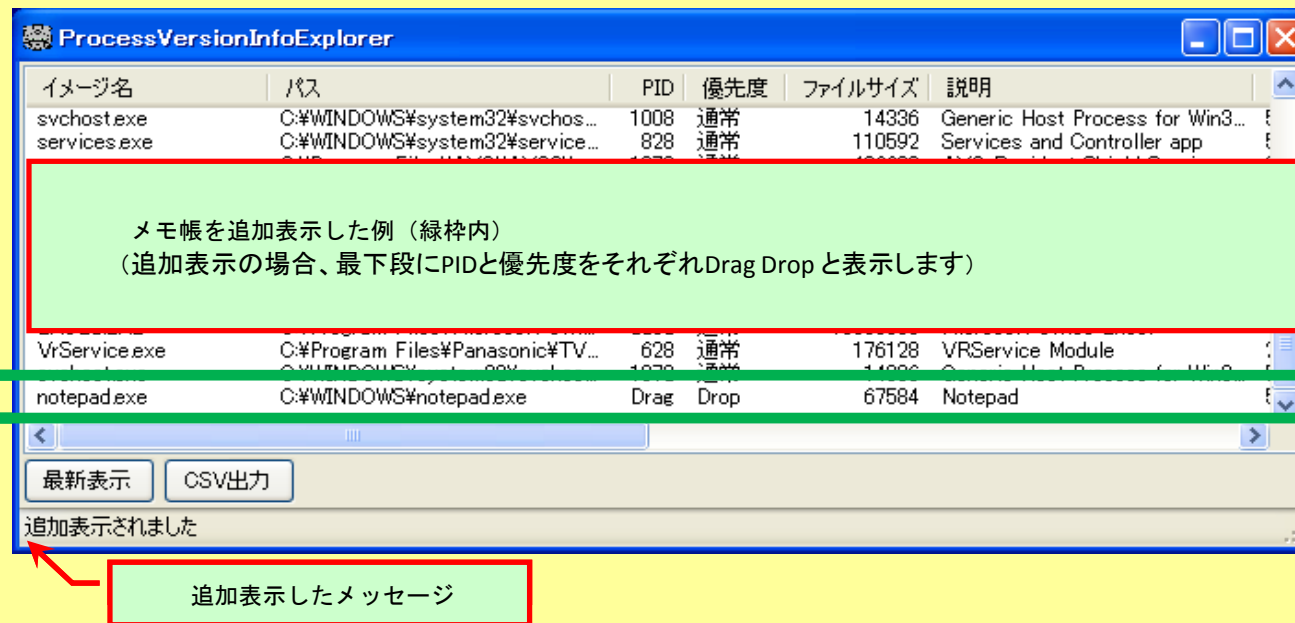 ProcessVersionInfoExplorer
イメージ名 パス PID 優先度 ファイルサイズ 説明
svchost.exe C:¥WINDOWS¥system32¥svchos... 1008 通常 14336 Generic Host Process for Win3...
services.exe C:¥WINDOWS¥system32¥service... 828 通常 110592 Services and Controller app
メモ帳を追加表示した例（緑枠内）
（追加表示の場合、最下段にPIDと優先度をそれぞれDrag Drop と表示します）
VrService.exe C:¥Program Files¥Panasonic¥TV... 628 通常 176128 VRService Module
notepad.exe C:¥WINDOWS¥notepad.exe Drag Drop 67584 Notepad
最新表示 CSV出力
追加表示されました
追加表示したメッセージ